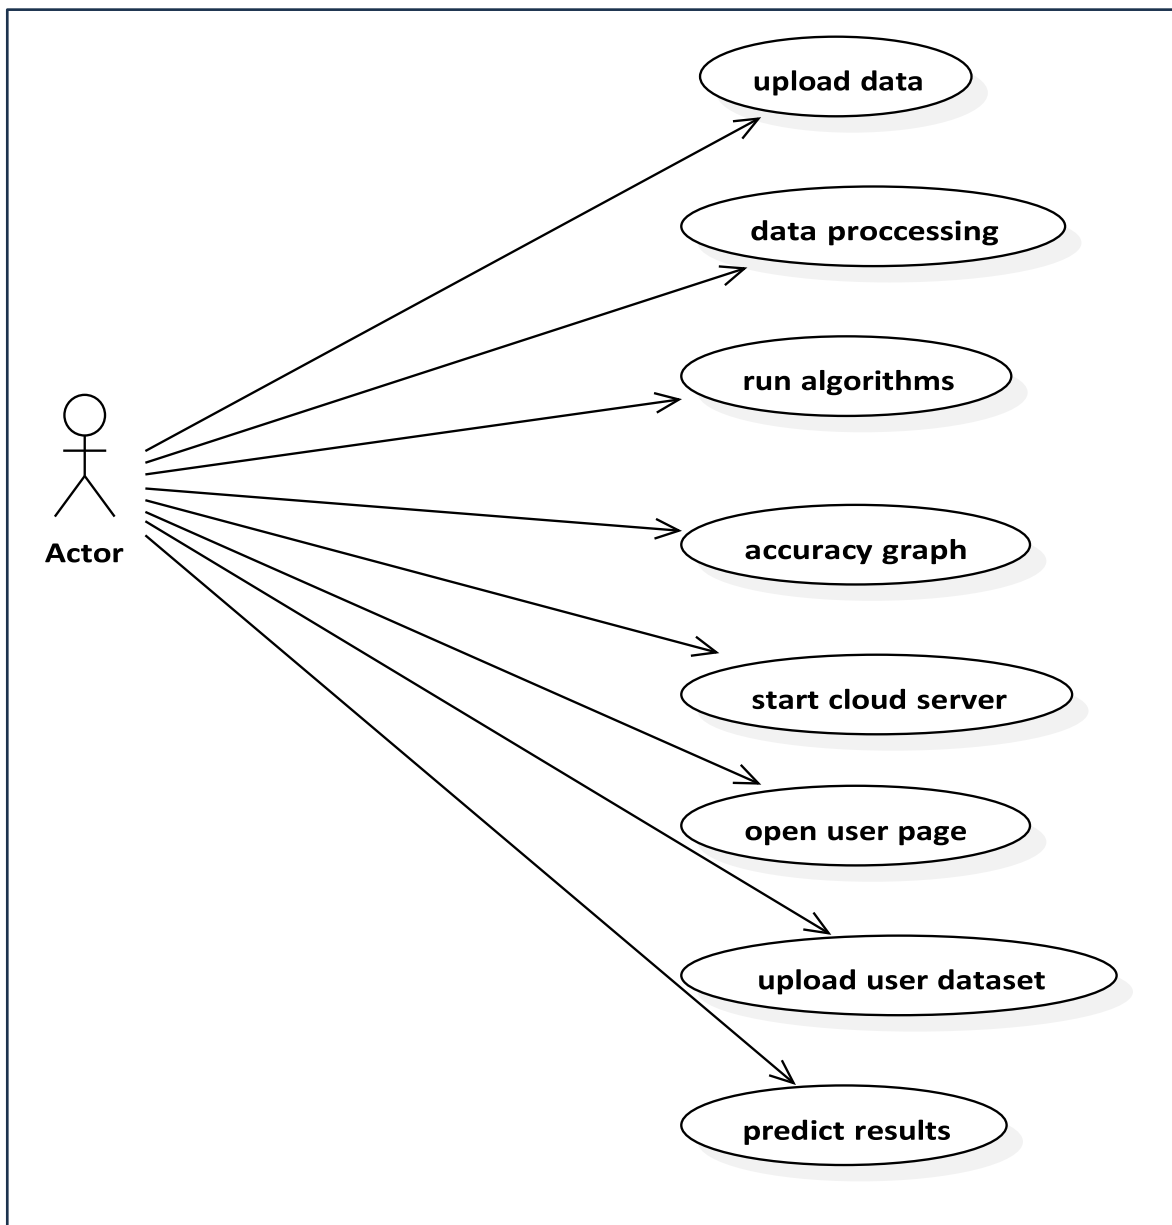 upload data
data proccessing
run algorithms
Actor
accuracy graph
start cloud server
open user page
upload user dataset
predict results